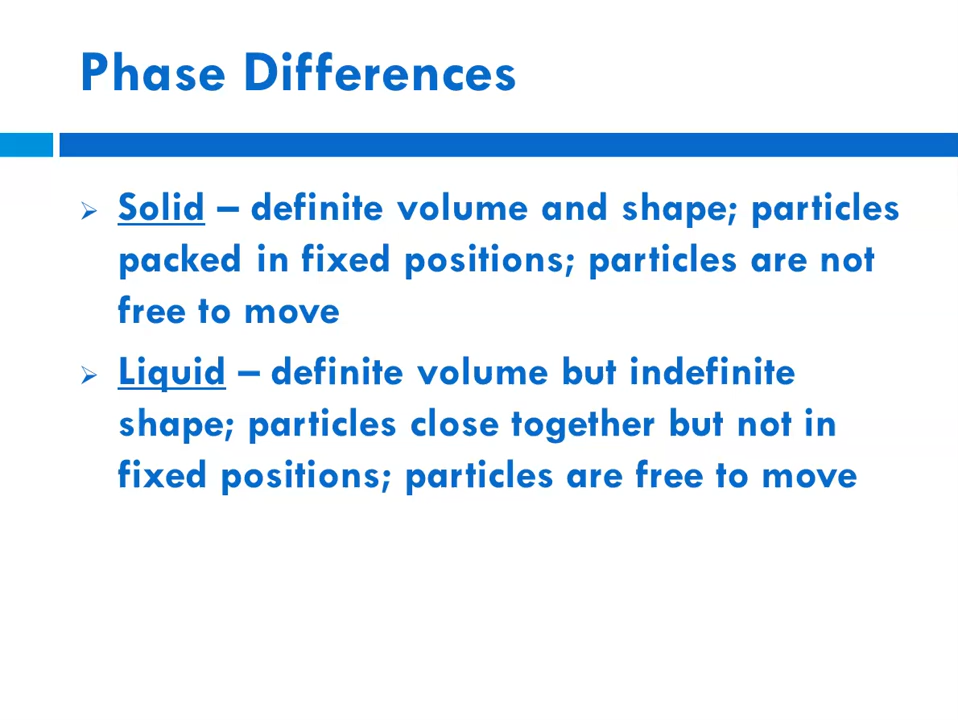 Phase Differences
➢ Solid – definite volume and shape; particles
packed in fixed positions; particles are not
free to move
➢ Liquid – definite volume but indefinite
shape; particles close together but not in
fixed positions; particles are free to move